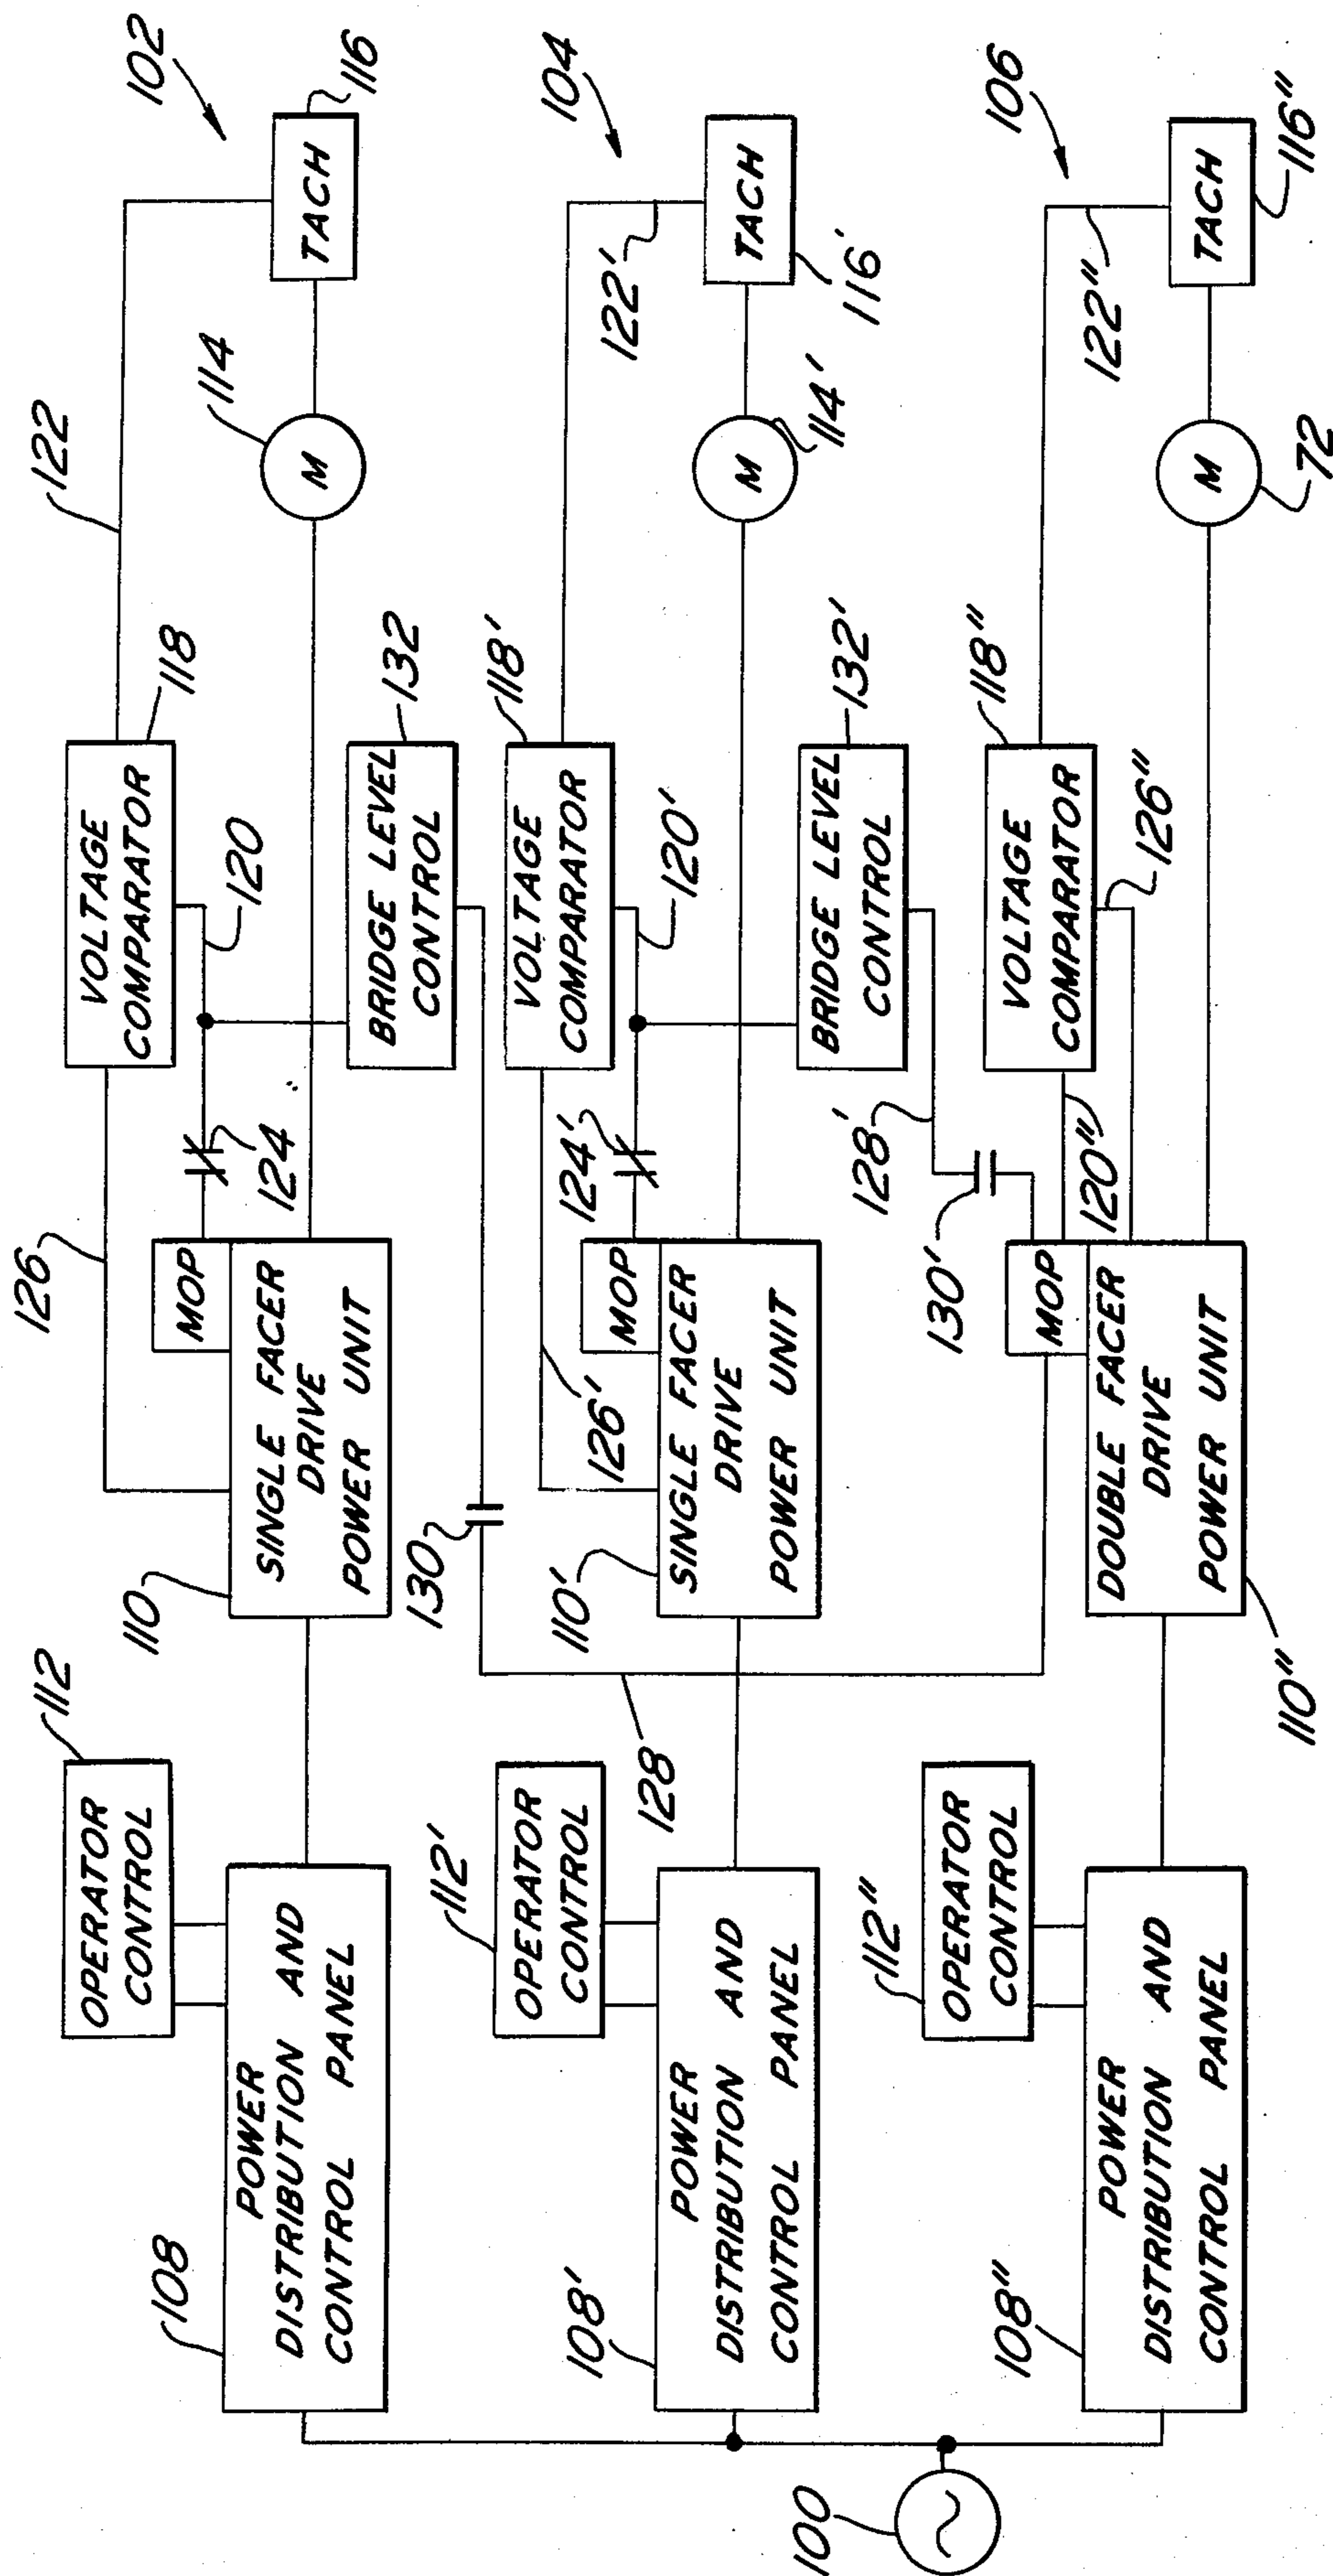 102
122
114
116
TACH
M
118
VOLTAGE
COMPARATOR
120
124
126
MOP
SINGLE FACER
DRIVE
POWER UNIT
110
112
OPERATOR
CONTROL
108
POWER
DISTRIBUTION AND
CONTROL PANEL
132
BRIDGE LEVEL
CONTROL
130
128
104
122'
116'
TACH
114'
M
118'
VOLTAGE
COMPARATOR
120'
124'
126'
MOP
SINGLE FACER
DRIVE
POWER UNIT
110'
112'
OPERATOR
CONTROL
108'
POWER
DISTRIBUTION AND
CONTROL PANEL
132'
BRIDGE LEVEL
CONTROL
128'
130'
106
122"
116"
TACH
72
M
118"
VOLTAGE
COMPARATOR
126"
120"
MOP
DOUBLE FACER
DRIVE
POWER UNIT
110"
112"
OPERATOR
CONTROL
108"
POWER
DISTRIBUTION AND
CONTROL PANEL
100